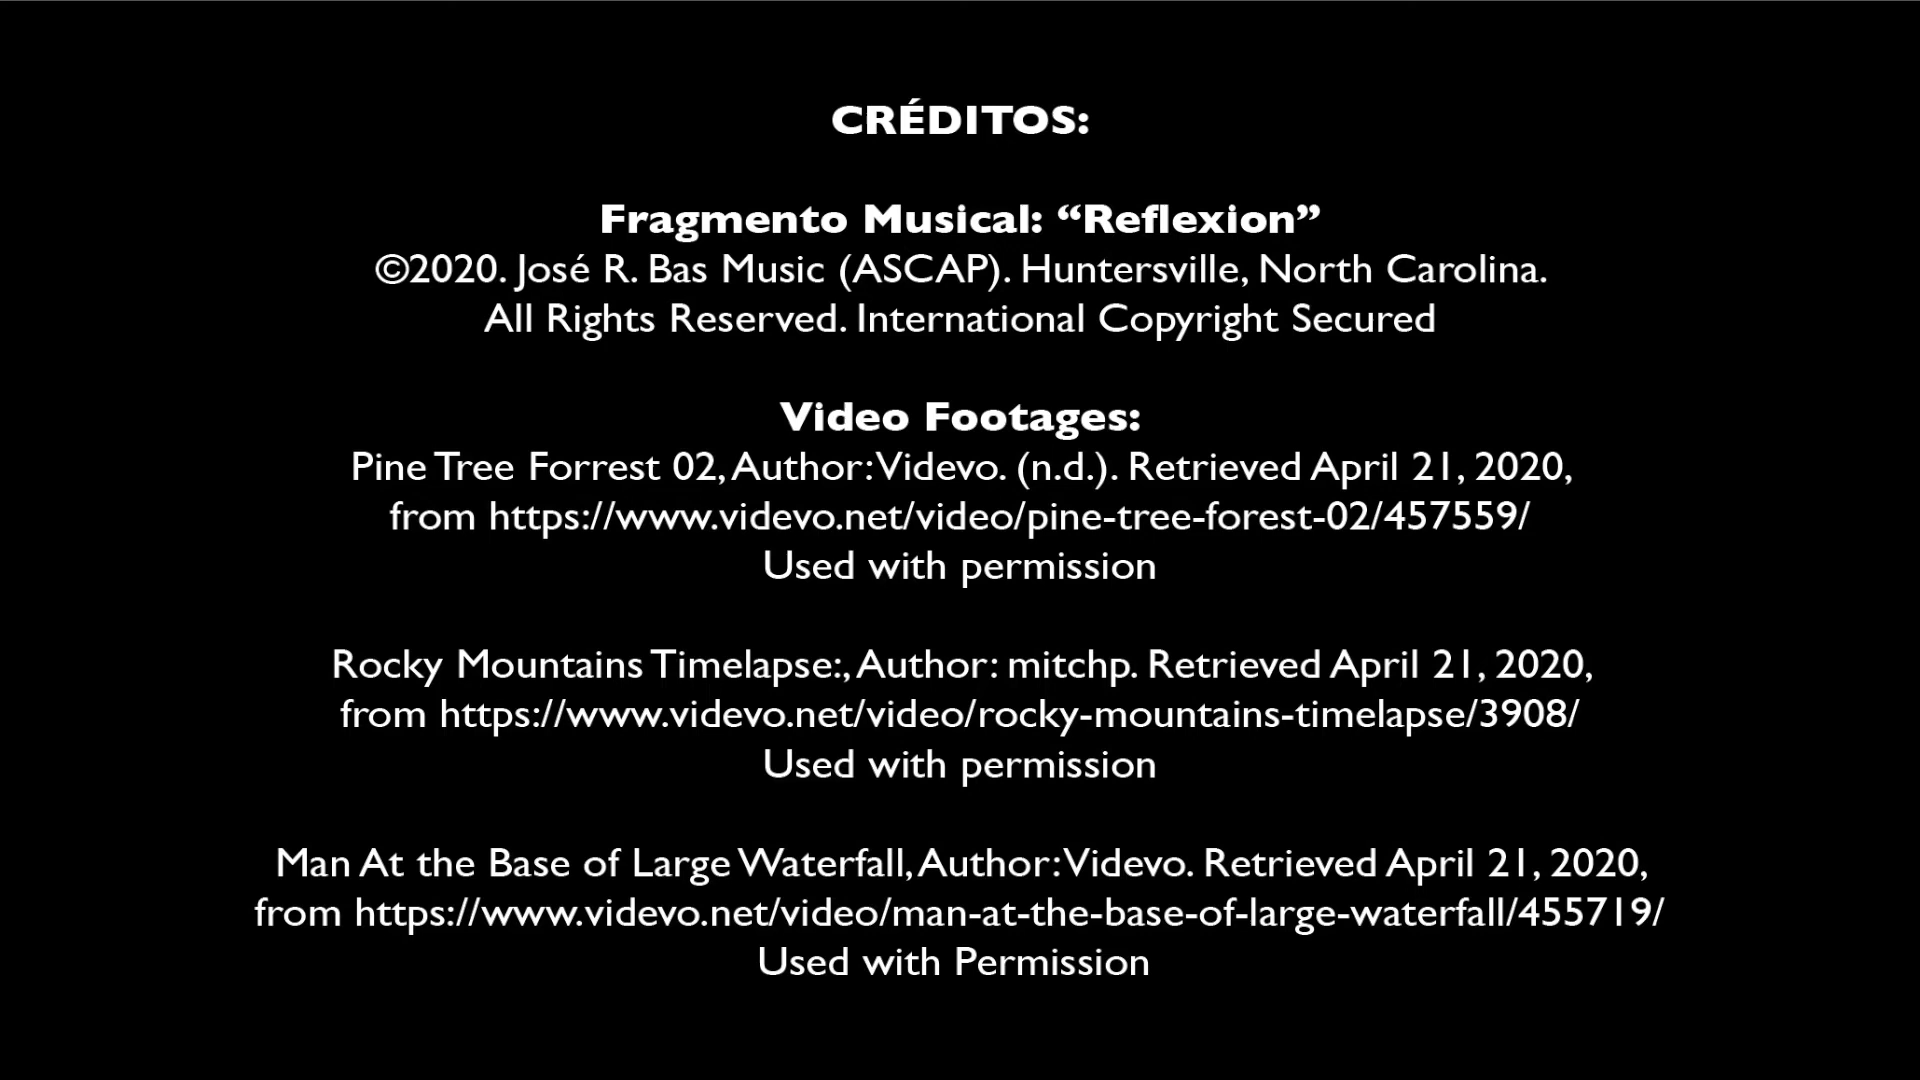 CRÉDITOS:
Fragmento Musical: “Reflexion”
©2020. José R. Bas Music (ASCAP). Huntersville, North Carolina.
All Rights Reserved. International Copyright Secured
Video Footages:
Pine Tree Forrest 02, Author: Videvo. (n.d.). Retrieved April 21, 2020,
from https://www.videvo.net/video/pine-tree-forest-02/457559/
Used with permission
Rocky Mountains Timelapse:, Author: mitchp. Retrieved April 21, 2020,
from https://www.videvo.net/video/rocky-mountains-timelapse/3908/
Used with permission
Man At the Base of Large Waterfall, Author: Videvo. Retrieved April 21, 2020,
from https://www.videvo.net/video/man-at-the-base-of-large-waterfall/455719/
Used with Permission